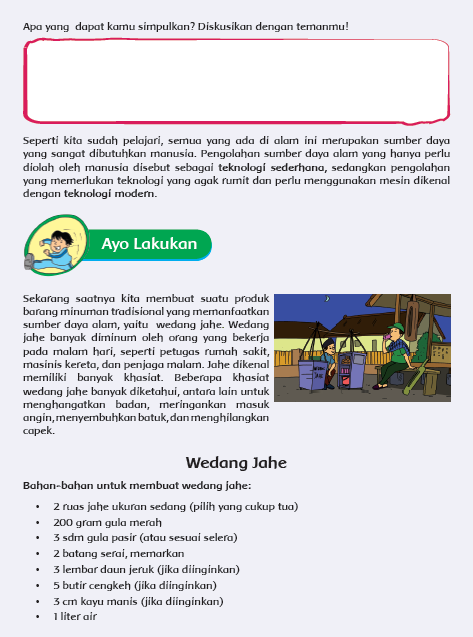 Apa yang dapat kamu simpulkan? Diskusikan dengan temanmu!
Seperti kita sudah pelajari, semua yang ada di alam ini merupakan sumber daya
yang sangat dibutuhkan manusia. Pengolahan sumber daya alam yang hanya perlu
diolah oleh manusia disebut sebagai teknologi sederhana, sedangkan pengolahan
yang memerlukan teknologi yang agak rumit dan perlu menggunakan mesin dikenal
dengan teknologi modern.
Ayo Lakukan
Sekarang saatnya kita membuat suatu produk
barang minuman tradisional yang memanfaatkan
sumber daya alam, yaitu wedang jahe. Wedang
jahe banyak diminum oleh orang yang bekerja
pada malam hari, seperti petugas rumah sakit,
masinis kereta, dan penjaga malam. Jahe dikenal
memiliki banyak khasiat. Beberapa khasiat
wedang jahe banyak diketahui, antara lain untuk
menghangatkan badan, meringankan masuk
angin, menyembuhkan batuk, dan menghilangkan
capek.
Wedang Jahe
Bahan-bahan untuk membuat wedang jahe:
• 2 ruas jahe ukuran sedang (pilih yang cukup tua)
• 200 gram gula merah
• 3 sdm gula pasir (atau sesuai selera)
• 2 batang serai, memarkan
• 3 lembar daun jeruk (jika diinginkan)
• 5 butir cengkeh (jika diinginkan)
• 3 cm kayu manis (jika diinginkan)
• 1 liter air